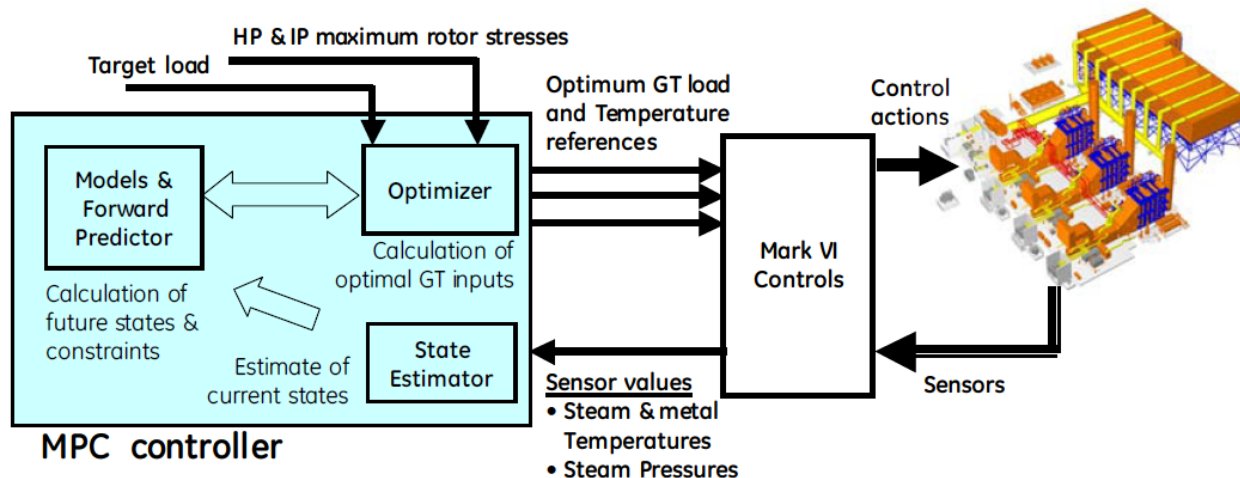 HP & IP maximum rotor stresses
Target load
Optimum GT load
and Temperature
references
Control
actions
Models &
Forward
Predictor
Optimizer
Calculation of
optimal GT inputs
Mark VI
Controls
Calculation of
future states &
constraints
State
Estimator
Estimate of
current states
Sensor values
• Steam & metal
Temperatures
• Steam Pressures
Sensors
MPC controller